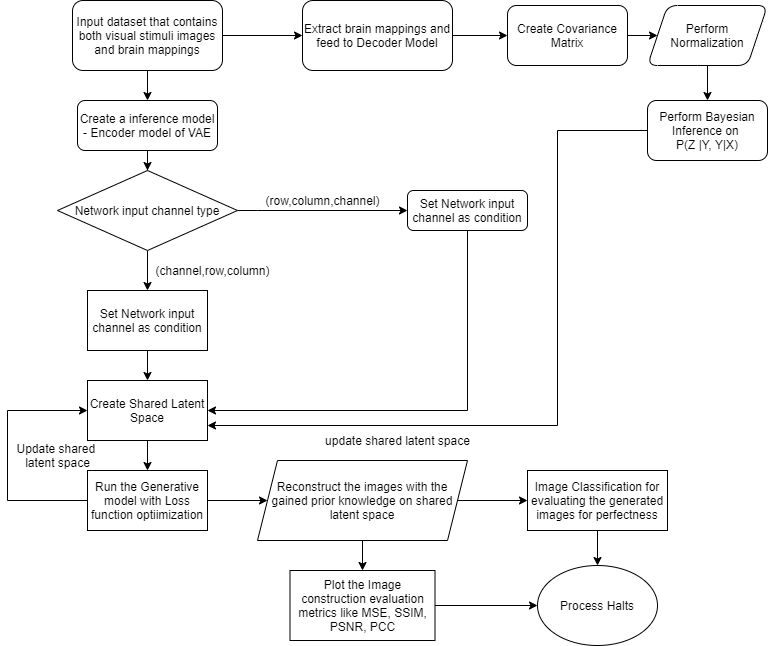 Input dataset that contains
both visual stimuli images
and brain mappings
Extract brain mappings and
feed to Decoder Model
Create Covariance
Matrix
Perform
Normalization
Create a inference model
- Encoder model of VAE
Perform Bayesian
Inference on
P(Z |Y, Y|X)
Network input channel type
(row,column,channel)
Set Network input
channel as condition
(channel,row,column)
Set Network input
channel as condition
Create Shared Latent
Space
Update shared
latent space
update shared latent space
Run the Generative
model with Loss
function optiimization
Reconstruct the images with the
gained prior knowledge on shared
latent space
Image Classification for
evaluating the generated
images for perfectness
Plot the Image
construction evaluation
metrics like MSE, SSIM,
PSNR, PCC
Process Halts